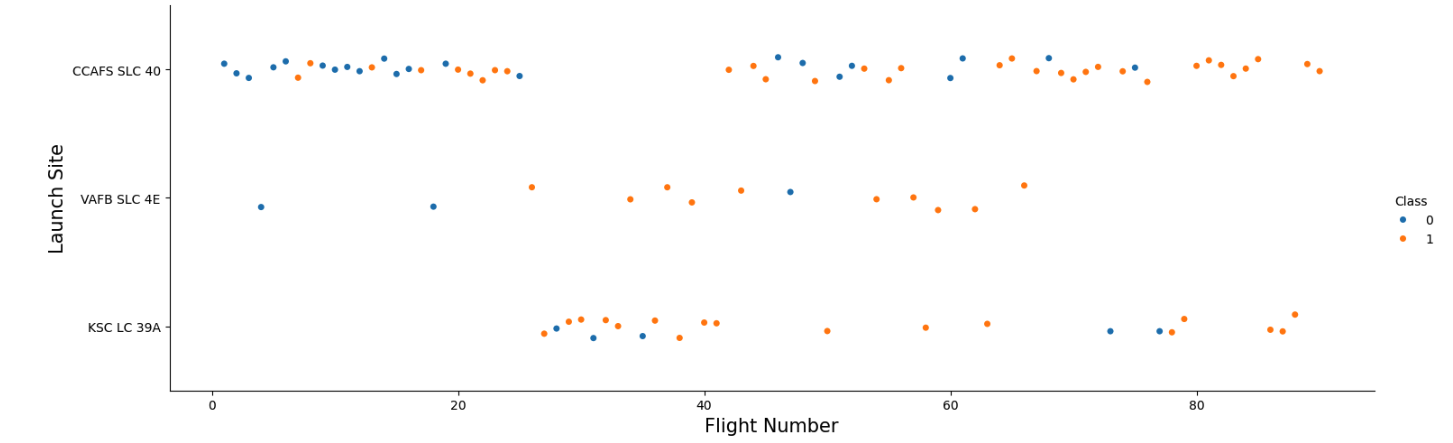 CCAFS SLC 40
VAFB SLC 4E
KSC LC 39A
Launch Site
0 20 40 60 80
Flight Number
Class
0
1